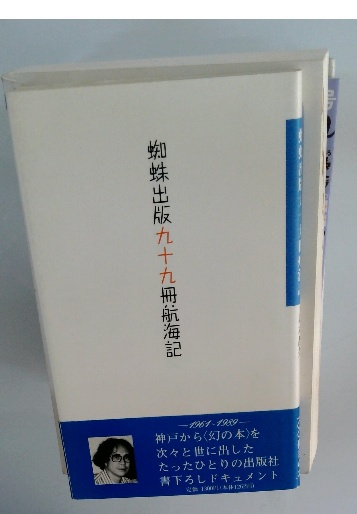 蜘蛛出版九十九冊航海記
—1961-1989—
神戸から〈幻の本〉を
次々と世に出した
たったひとりの出版社
書下ろしドキュメント